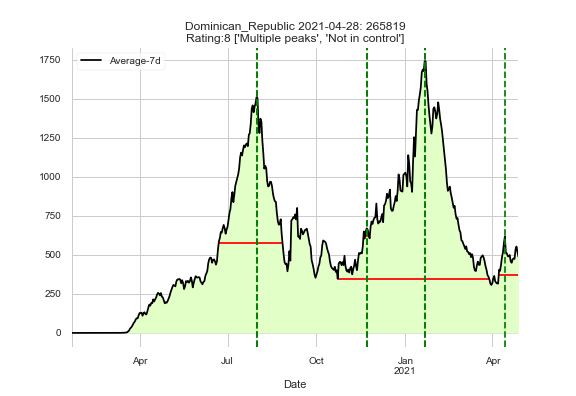 Dominican_Republic 2021-04-28: 265819
Rating:8 ['Multiple peaks', 'Not in control']
Average-7d
1750
1500
1250
1000
750
500
250
0
Apr
Jul
Oct
Jan
2021
Apr
Date